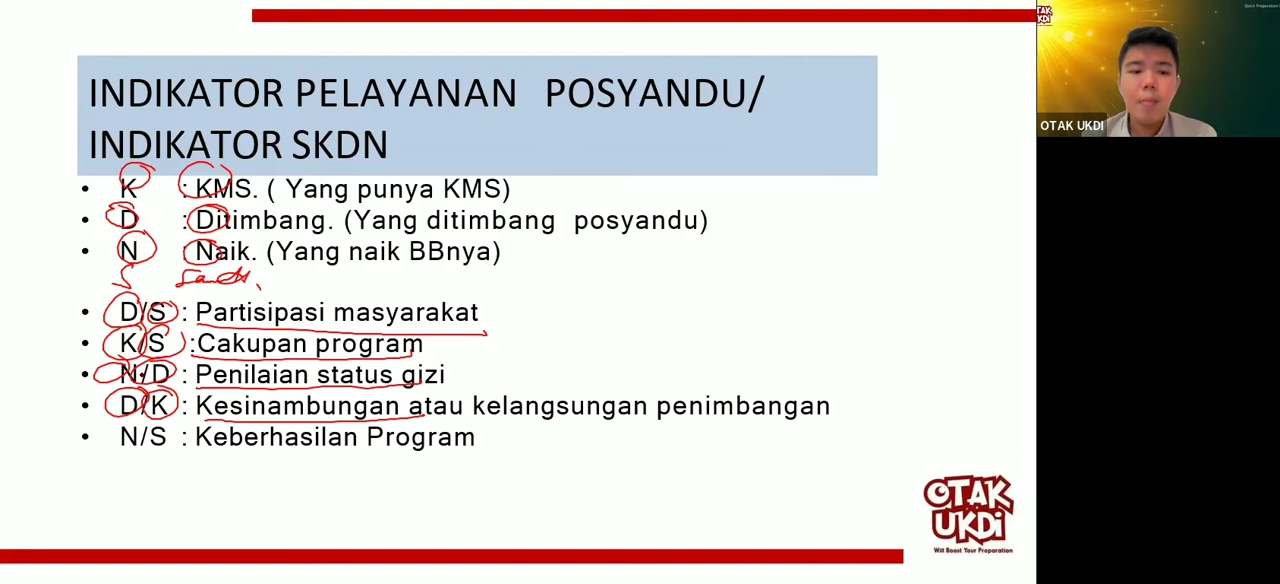 INDIKATOR PELAYANAN POSYANDU/
INDIKATOR SKDN
• K : KMS. ( Yang punya KMS)
• D : Ditimbang. (Yang ditimbang posyandu)
• N : Naik. (Yang naik BBnya)
S
• D/S : Partisipasi masyarakat
• K/S : Cakupan program
• N/D : Penilaian status gizi
• D/K : Kesinambungan atau kelangsungan penimbangan
• N/S : Keberhasilan Program
OTAK
UKDI
Will Boost Your Preparation
OTAK
UKDI
OTAK UKDI